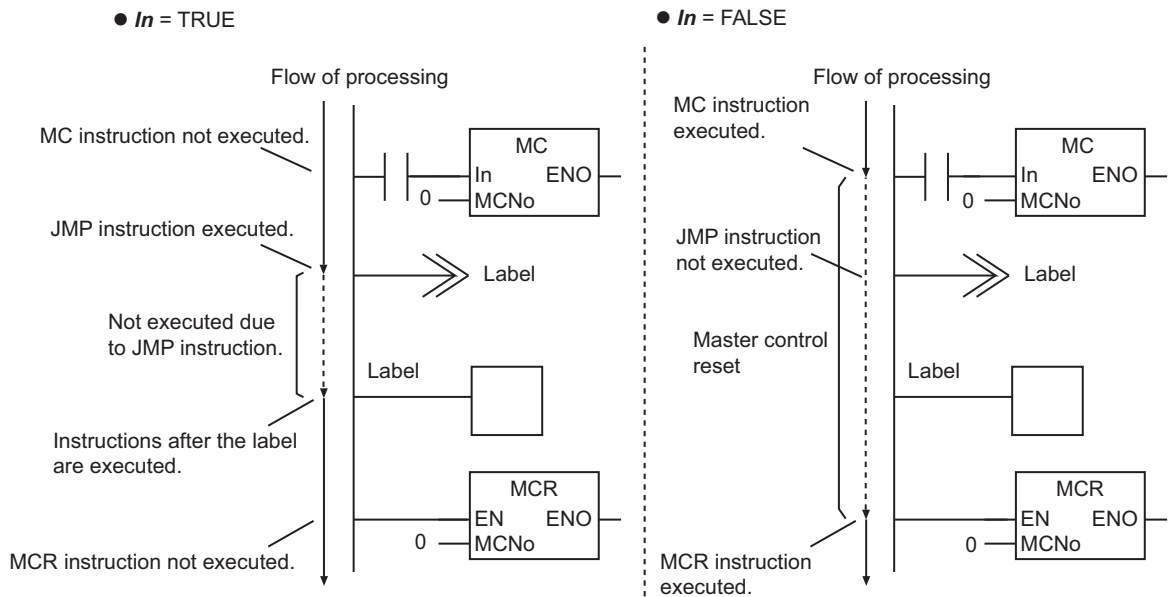 ● In = TRUE
Flow of processing
MC instruction not executed.
MC
In ENO
0 MCNo
JMP instruction executed.
Label
Not executed due
to JMP instruction.
Label
Instructions after the label
are executed.
MCR
EN ENO
0 MCNo
MCR instruction not executed.
● In = FALSE
Flow of processing
MC instruction
executed.
MC
In ENO
0 MCNo
JMP instruction
not executed.
Label
Master control
reset
Label
MCR
EN ENO
0 MCNo
MCR instruction
executed.